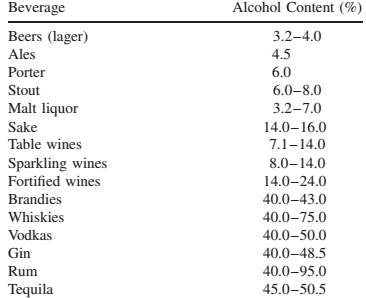 Beverage Alcohol Content (%)
Beers (lager) 3.2–4.0
Ales 4.5
Porter 6.0
Stout 6.0–8.0
Malt liquor 3.2–7.0
Sake 14.0–16.0
Table wines 7.1–14.0
Sparkling wines 8.0–14.0
Fortified wines 14.0–24.0
Brandies 40.0–43.0
Whiskies 40.0–75.0
Vodkas 40.0–50.0
Gin 40.0–48.5
Rum 40.0–95.0
Tequila 45.0–50.5